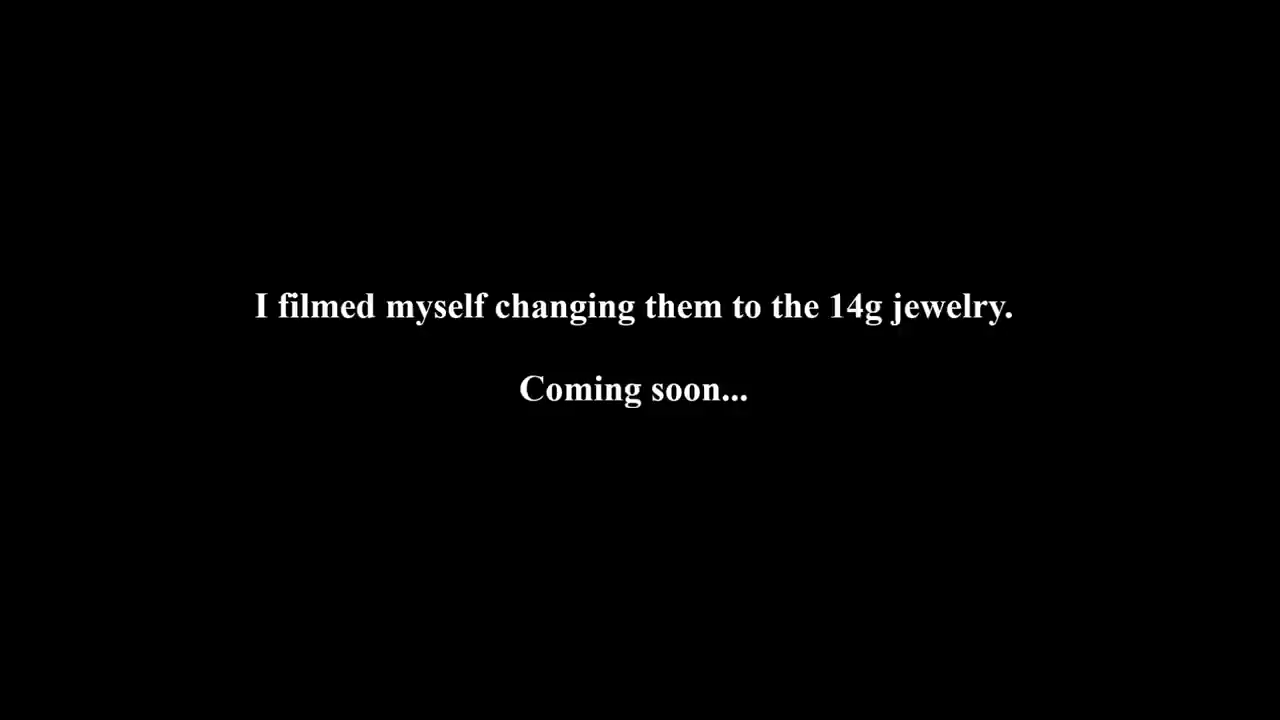 I filmed myself changing them to the 14g jewelry.
Coming soon...